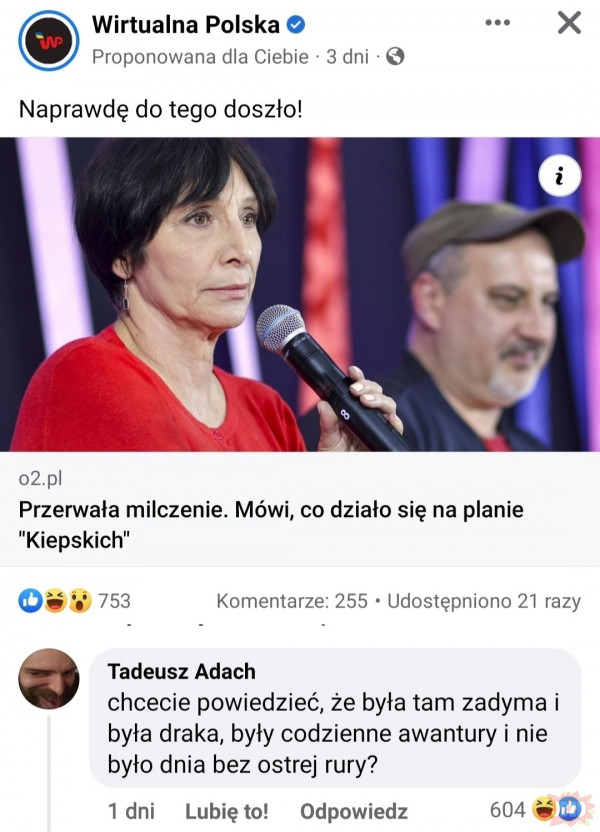 WP
Wirtualna Polska
Proponowana dla Ciebie · 3 dni ·
Naprawdę do tego doszło!
i
8
o2.pl
Przerwała milczenie. Mówi, co działo się na planie
"Kiepskich"
753 Komentarze: 255 • Udostępniono 21 razy
Tadeusz Adach
chcecie powiedzieć, że była tam zadyma i
była draka, były codzienne awantury i nie
było dnia bez ostrej rury?
1 dni Lubię to! Odpowiedz 604